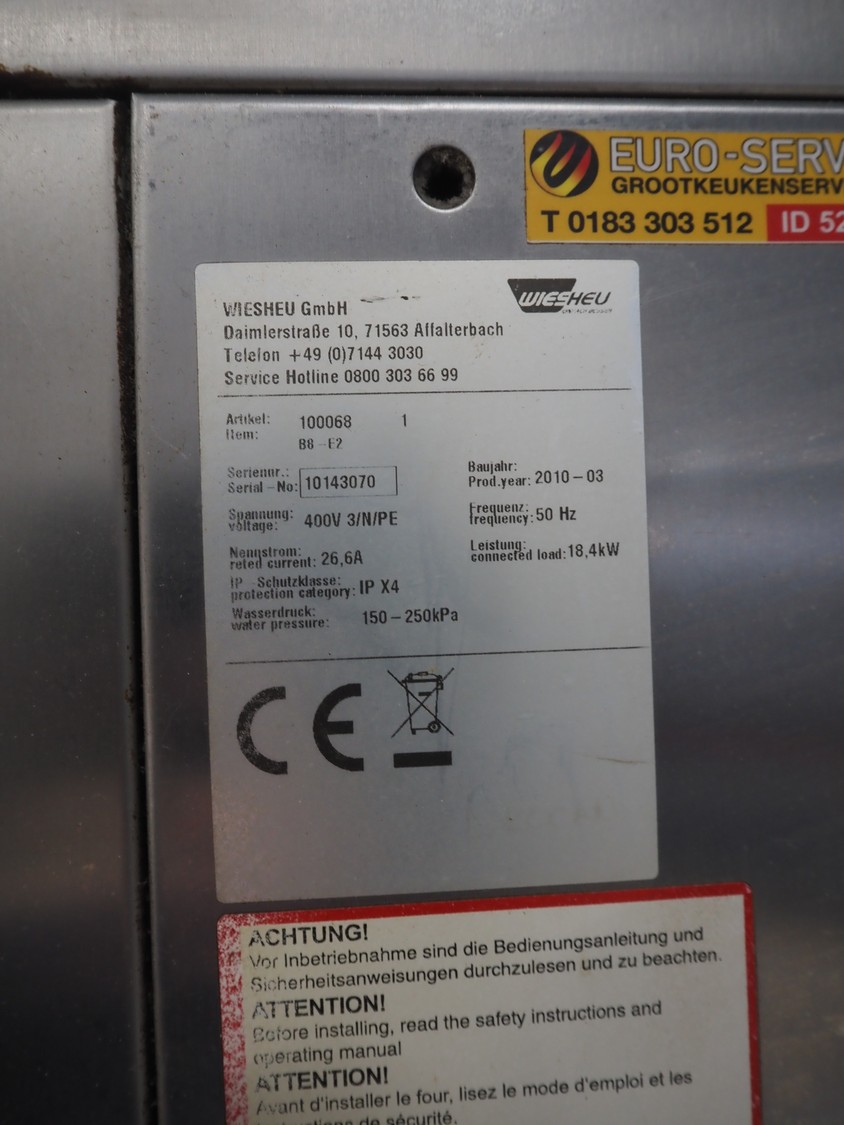 EURO-SERV
GROOTKEUKENSERV
T 0183 303 512 ID 52
WIESHEU GmbH
WIESHEU
Daimlerstraße 10, 71563 Affalterbach
Telefon +49 (0)7144 3030
Service Hotline 0800 303 66 99
Artikel: 100068 1
Item: B8-E2
Seriennr.:
Serial-No: 10143070
Baujahr:
Prod.year: 2010-03
Spannung:
voltage: 400V 3/N/PE
Frequenz:
frequency: 50 Hz
Nennstrom:
reted current: 26,6A
Leistung:
connected load: 18,4kW
IP-Schutzklasse:
protection category: IP X4
Wasserdruck:
water pressure: 150-250kPa
CE
ACHTUNG!
Vor Inbetriebnahme sind die Bedienungsanleitung und
Sicherheitsanweisungen durchzulesen und zu beachten.
ATTENTION!
Before installing, read the safety instructions and
operating manual
ATTENTION!
Avant d'installer le four, lisez le mode d'emploi et les
de sécurité.